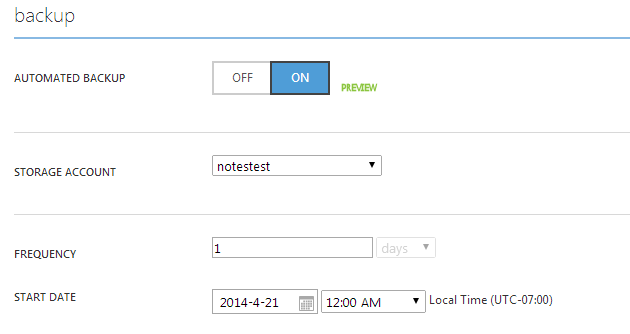 backup
AUTOMATED BACKUP OFF ON PREVIEW
STORAGE ACCOUNT notestest
FREQUENCY 1 days
START DATE 2014-4-21 12:00 AM Local Time (UTC-07:00)